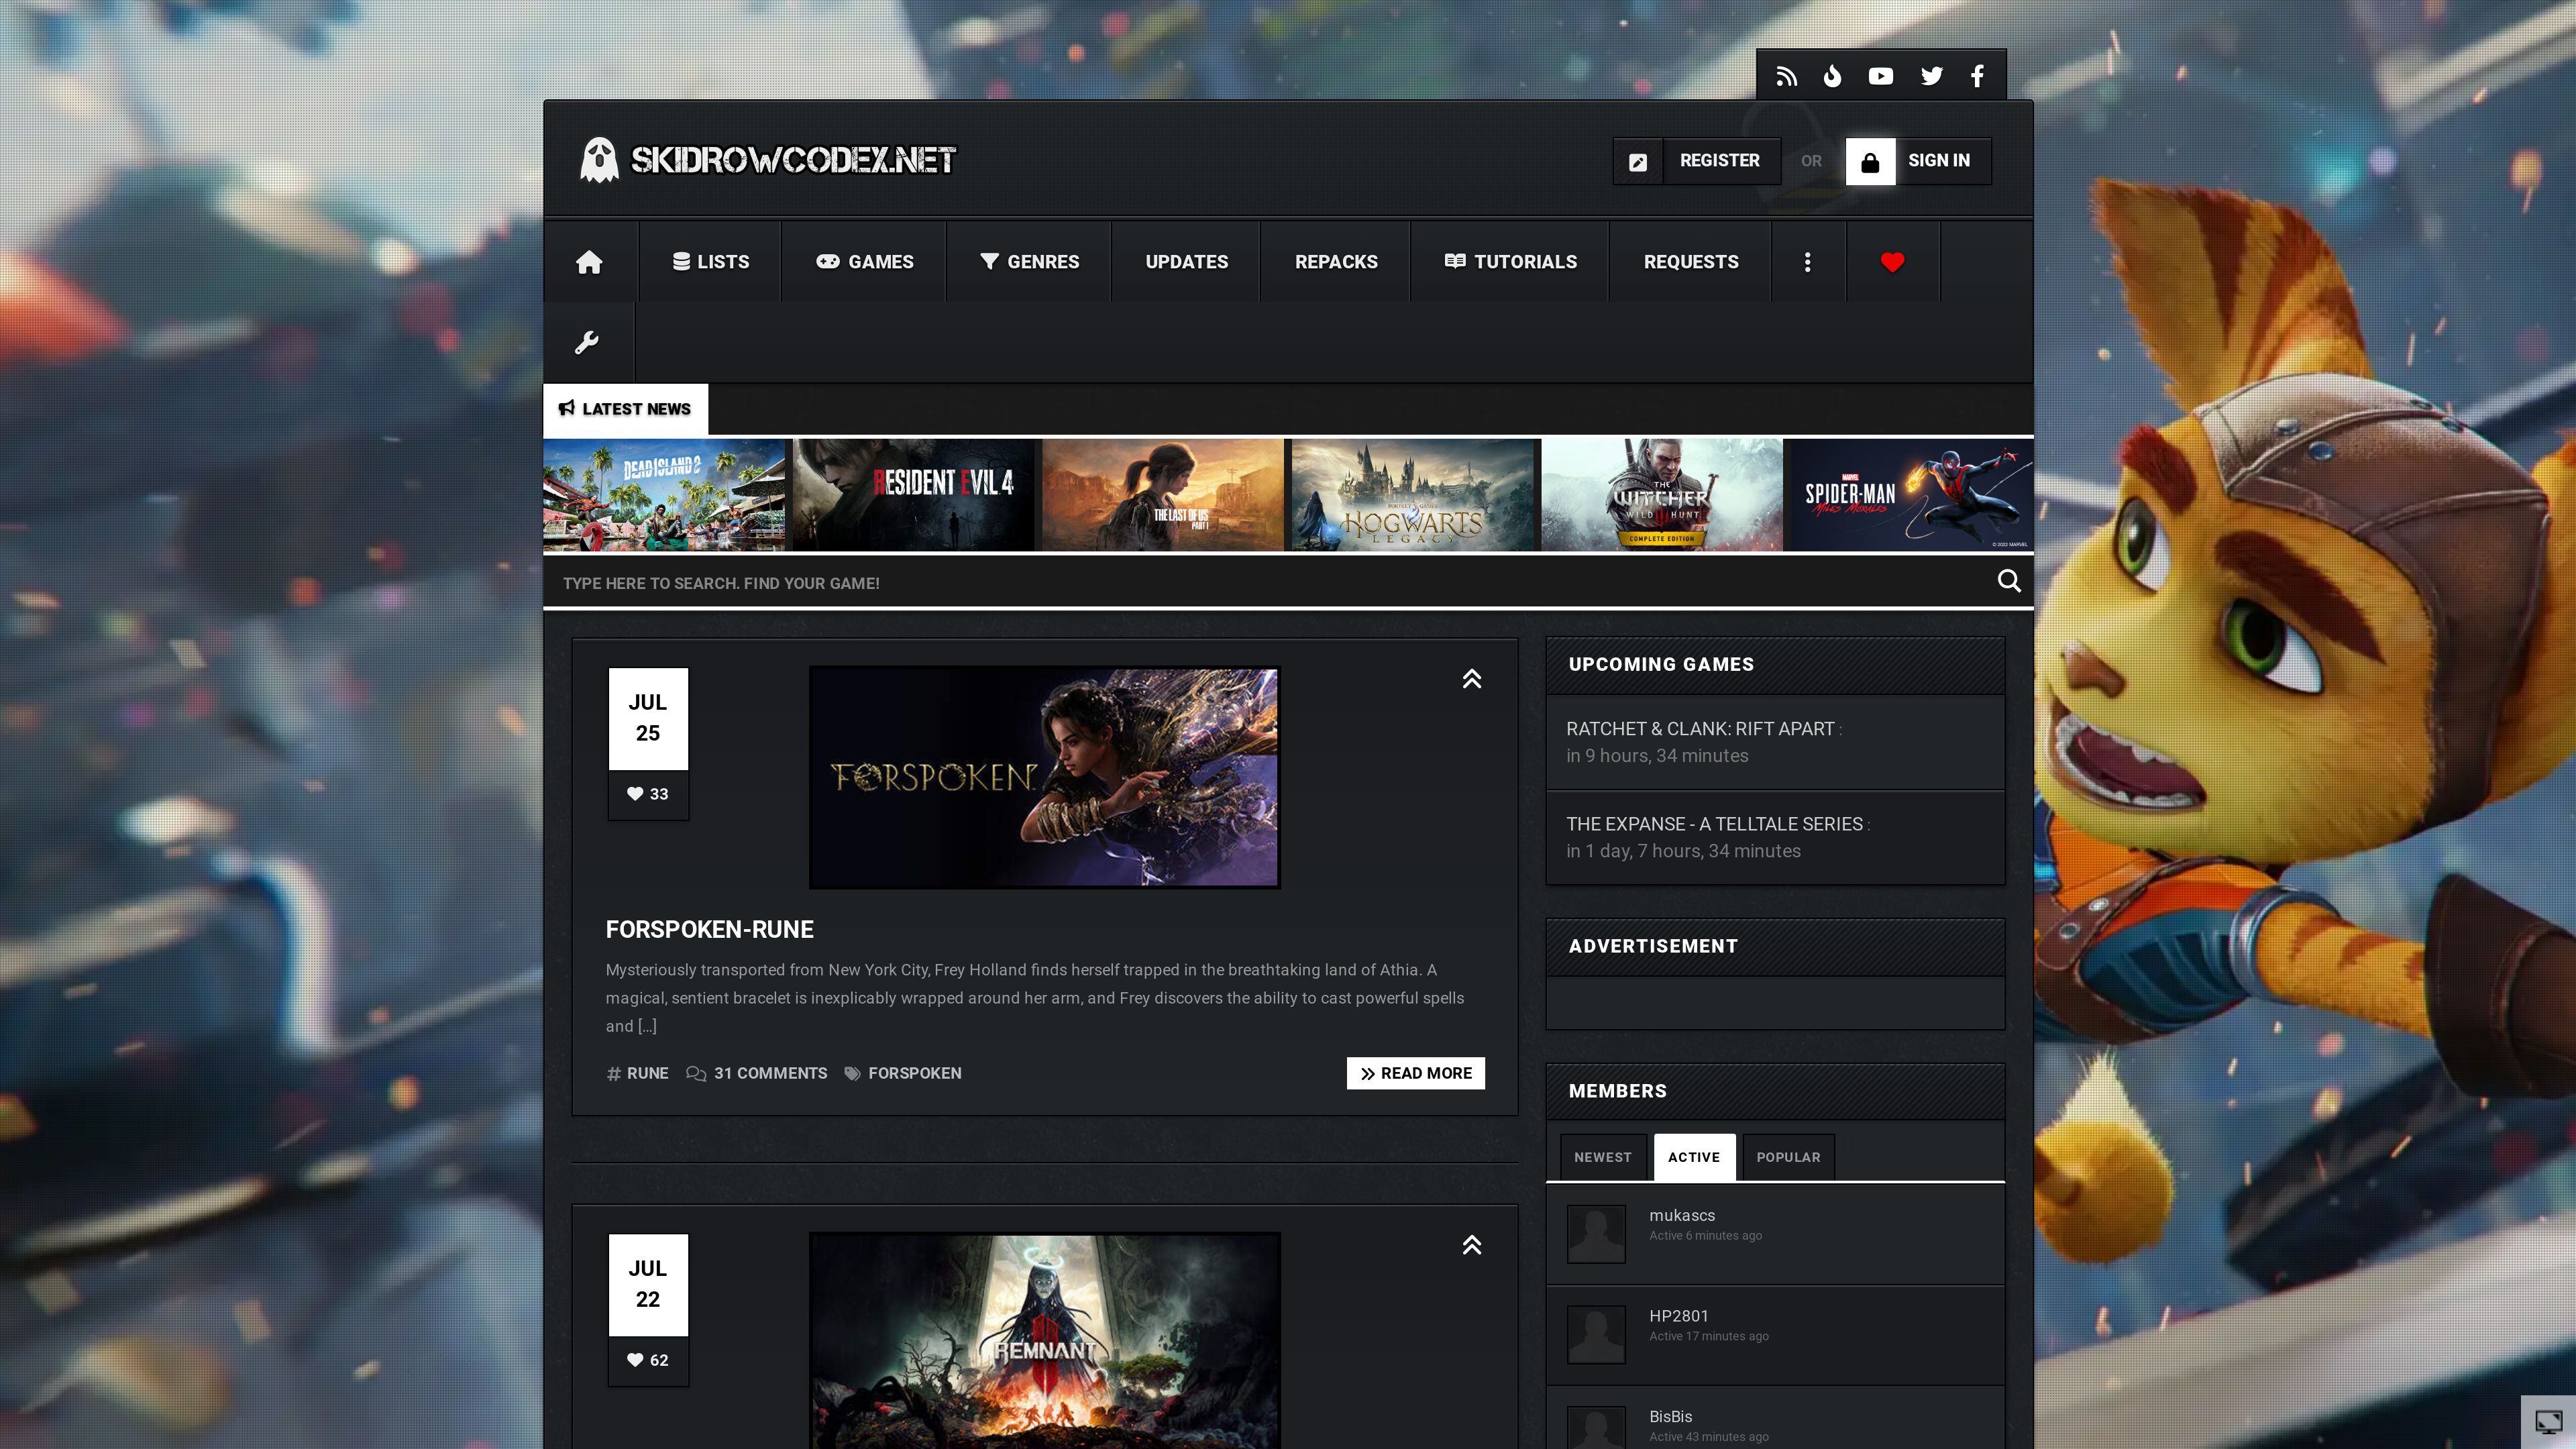 SKIDROWCODEX.NET
REGISTER
OR
SIGN IN
LISTS
GAMES
GENRES
UPDATES
REPACKS
TUTORIALS
REQUESTS
LATEST NEWS
DEAD ISLAND 2
RESIDENT EVIL 4
THE LAST OF US
PART I
HOGWARTS
LEGACY
THE
WITCHER
WILD HUNT
COMPLETE EDITION
MARVEL
SPIDER-MAN
MILES MORALES
© 2022 MARVEL
TYPE HERE TO SEARCH. FIND YOUR GAME!
JUL
25
33
FORSPOKEN
FORSPOKEN-RUNE
Mysteriously transported from New York City, Frey Holland finds herself trapped in the breathtaking land of Athia. A
magical, sentient bracelet is inexplicably wrapped around her arm, and Frey discovers the ability to cast powerful spells
and [...]
# RUNE
31 COMMENTS
FORSPOKEN
READ MORE
JUL
22
62
REMNANT
UPCOMING GAMES
RATCHET & CLANK: RIFT APART :
in 9 hours, 34 minutes
THE EXPANSE - A TELLTALE SERIES :
in 1 day, 7 hours, 34 minutes
ADVERTISEMENT
MEMBERS
NEWEST
ACTIVE
POPULAR
mukascs
Active 6 minutes ago
HP2801
Active 17 minutes ago
BisBis
Active 43 minutes ago